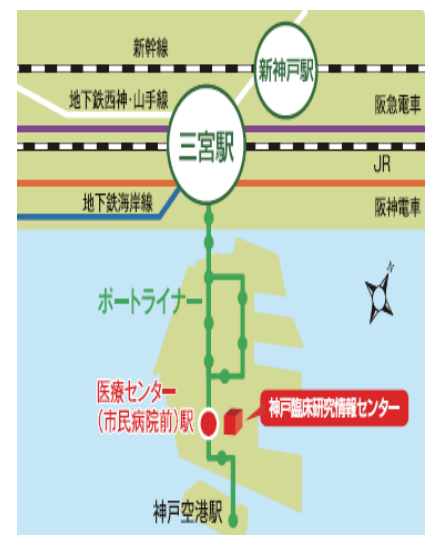 新幹線
新神戸駅
地下鉄西神・山手線
阪急電車
三宮駅
JR
地下鉄海岸線
阪神電車
ポートライナー
N
医療センター
(市民病院前)駅
神戸臨床研究情報センター
神戸空港駅